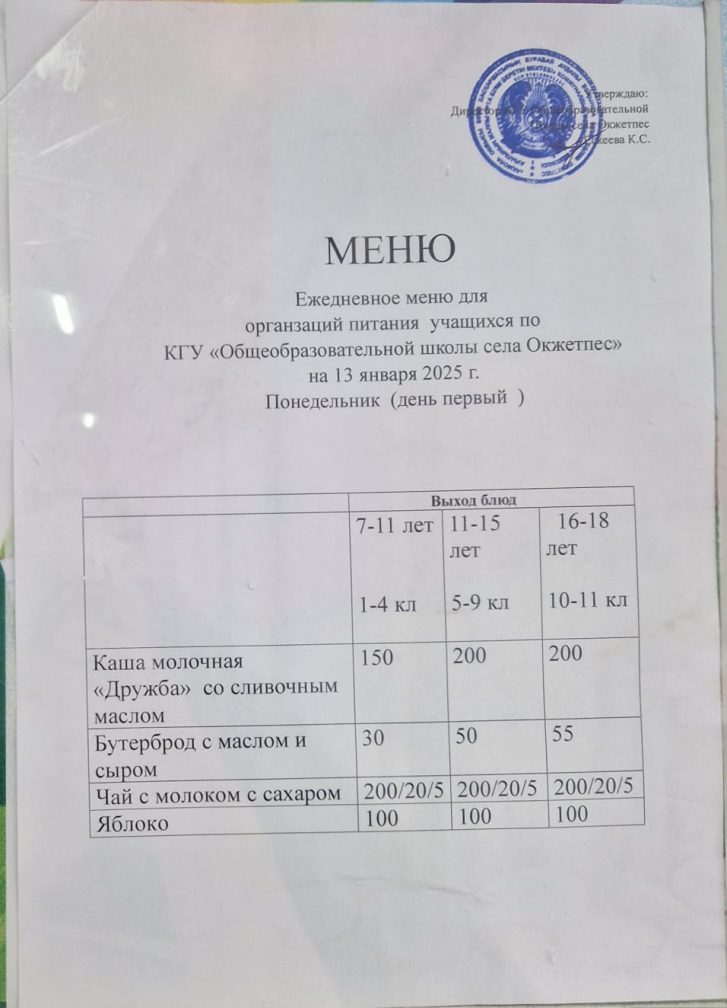 Утверждаю:
Директор
общеобразовательной
села Окжетпес
К.С.
МЕНЮ
Ежедневное меню для
органзаций питания учащихся по
КГУ «Общеобразовательной школы села Окжетпес»
на 13 января 2025 г.
Понедельник (день первый )
Выход блюд
7-11 лет 11-15 16-18
лет лет
1-4 кл 5-9 кл 10-11 кл
Каша молочная 150 200 200
«Дружба» со сливочным
маслом
Бутерброд с маслом и 30 50 55
сыром
Чай с молоком с сахаром 200/20/5 200/20/5 200/20/5
Яблоко 100 100 100